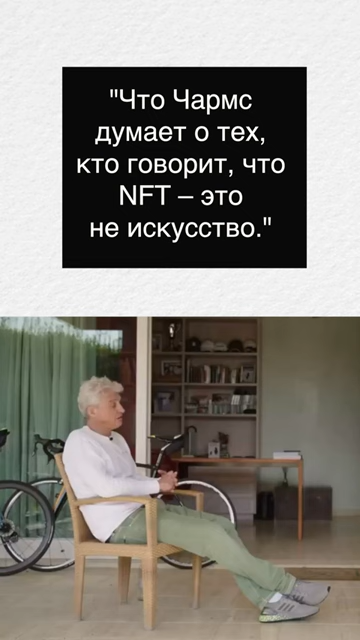 "Что Чармс
думает о тех,
кто говорит, что
NFT – это
не искусство."